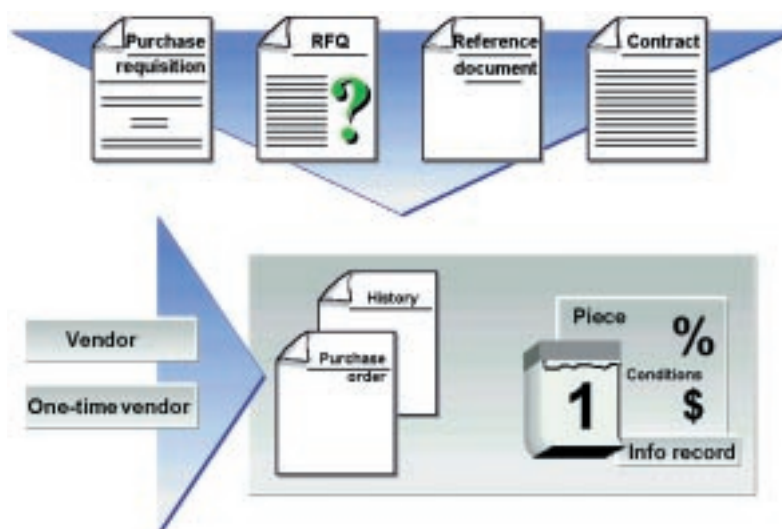 Purchase
requisition
RFQ
?
Reference
document
Contract
Vendor
One-time vendor
History
Purchase
order
Piece
%
Conditions
1
$
Info record